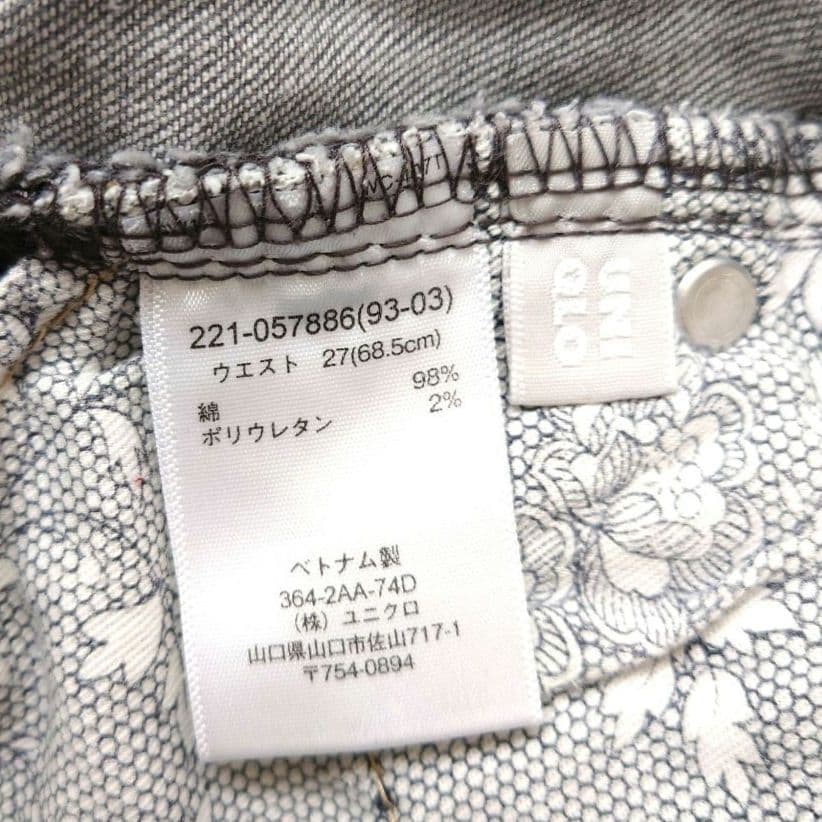 221-057886(93-03)
ウエスト 27(68.5cm)
綿 98%
ポリウレタン 2%
ベトナム製
364-2AA-74D
(株) ユニクロ
山口県山口市佐山717-1
〒754-0894
UNI
QLO